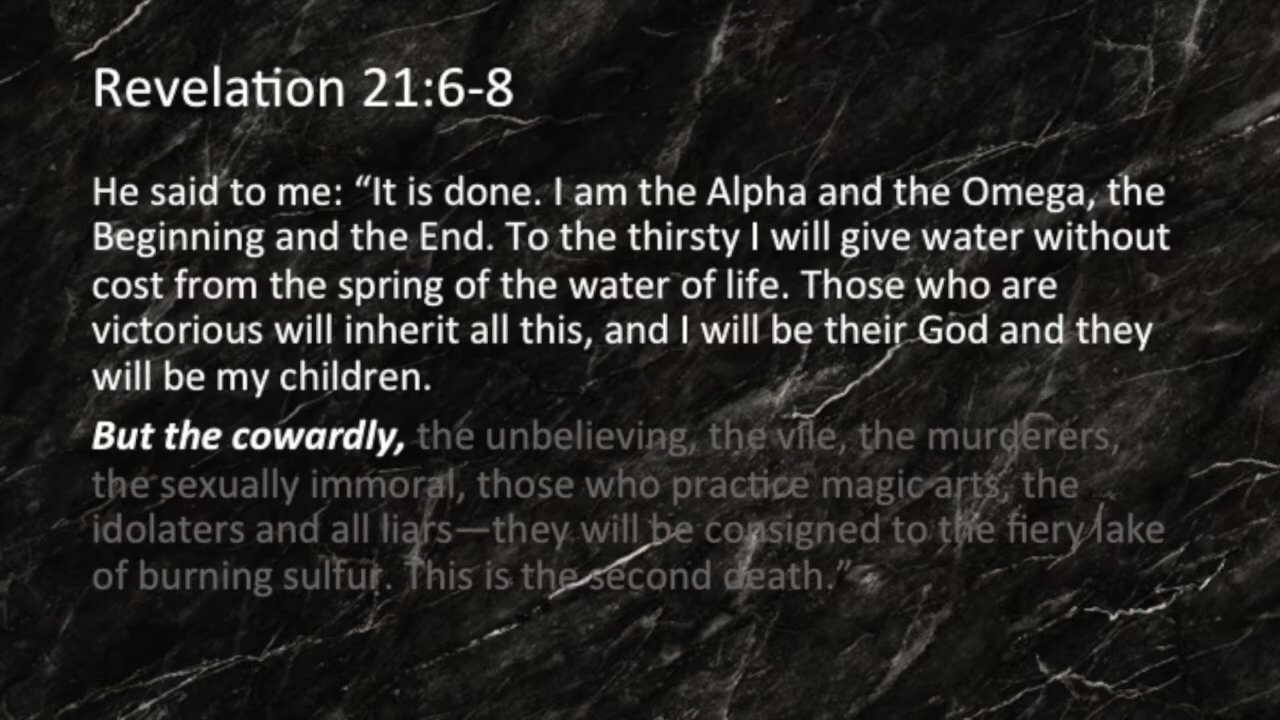 Revelation 21:6-8
He said to me: “It is done. I am the Alpha and the Omega, the
Beginning and the End. To the thirsty I will give water without
cost from the spring of the water of life. Those who are
victorious will inherit all this, and I will be their God and they
will be my children.
But the cowardly, the unbelieving, the vile, the murderers,
the sexually immoral, those who practice magic arts, the
idolaters and all liars—they will be consigned to the fiery lake
of burning sulfur. This is the second death.”